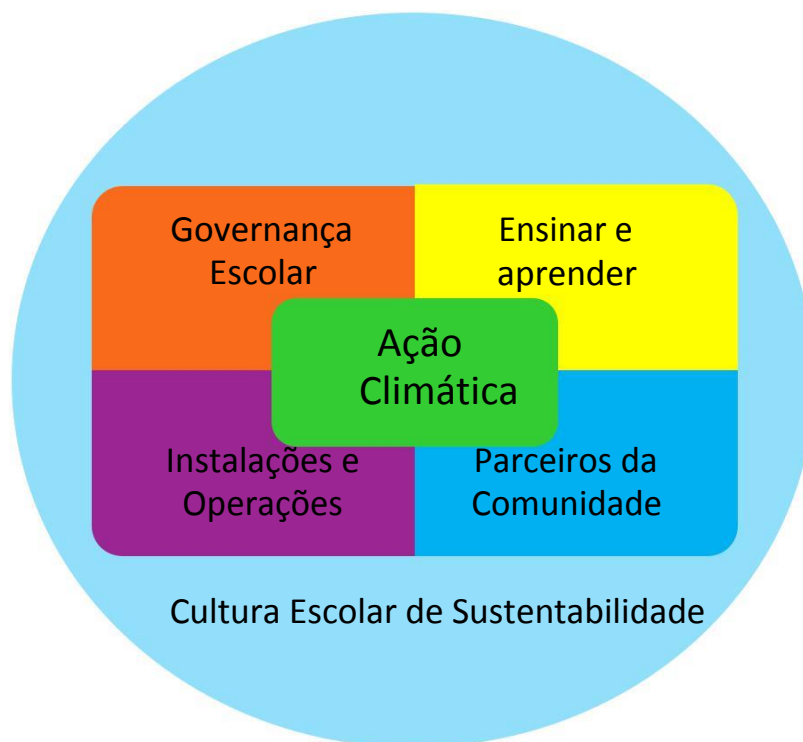 Governança
Escolar
Ensinar e
aprender
Ação
Climática
Instalações e
Operações
Parceiros da
Comunidade
Cultura Escolar de Sustentabilidade